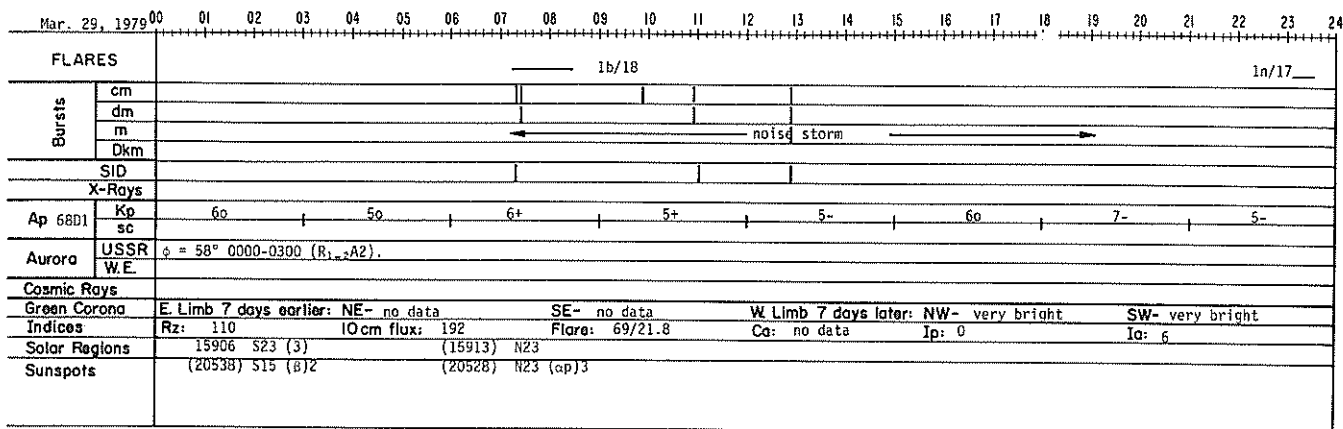 Mar. 29, 1979 00 01 02 03 04 05 06 07 08 09 10 11 12 13 14 15 16 17 18 19 20 21 22 23 24
FLARES 1b/18 1n/17
Bursts
cm
dm
m noise storm
Dkm
SID
X-Rays
Ap 68D1
Kp 6o 5o 6+ 5+ 5- 6o 7- 5-
sc
Aurora
USSR φ = 58° 0000-0300 (R1-2A2).
W.E.
Cosmic Rays
Green Corona E. Limb 7 days earlier: NE- no data SE- no data W. Limb 7 days later: NW- very bright SW- very bright
Indices Rz: 110 10cm flux: 192 Flare: 69/21.8 Ca: no data Ip: 0 Ia: 6
Solar Regions 15906 S23 (3) (15913) N23
Sunspots (20538) S15 (β)2 (20528) N23 (αp)3